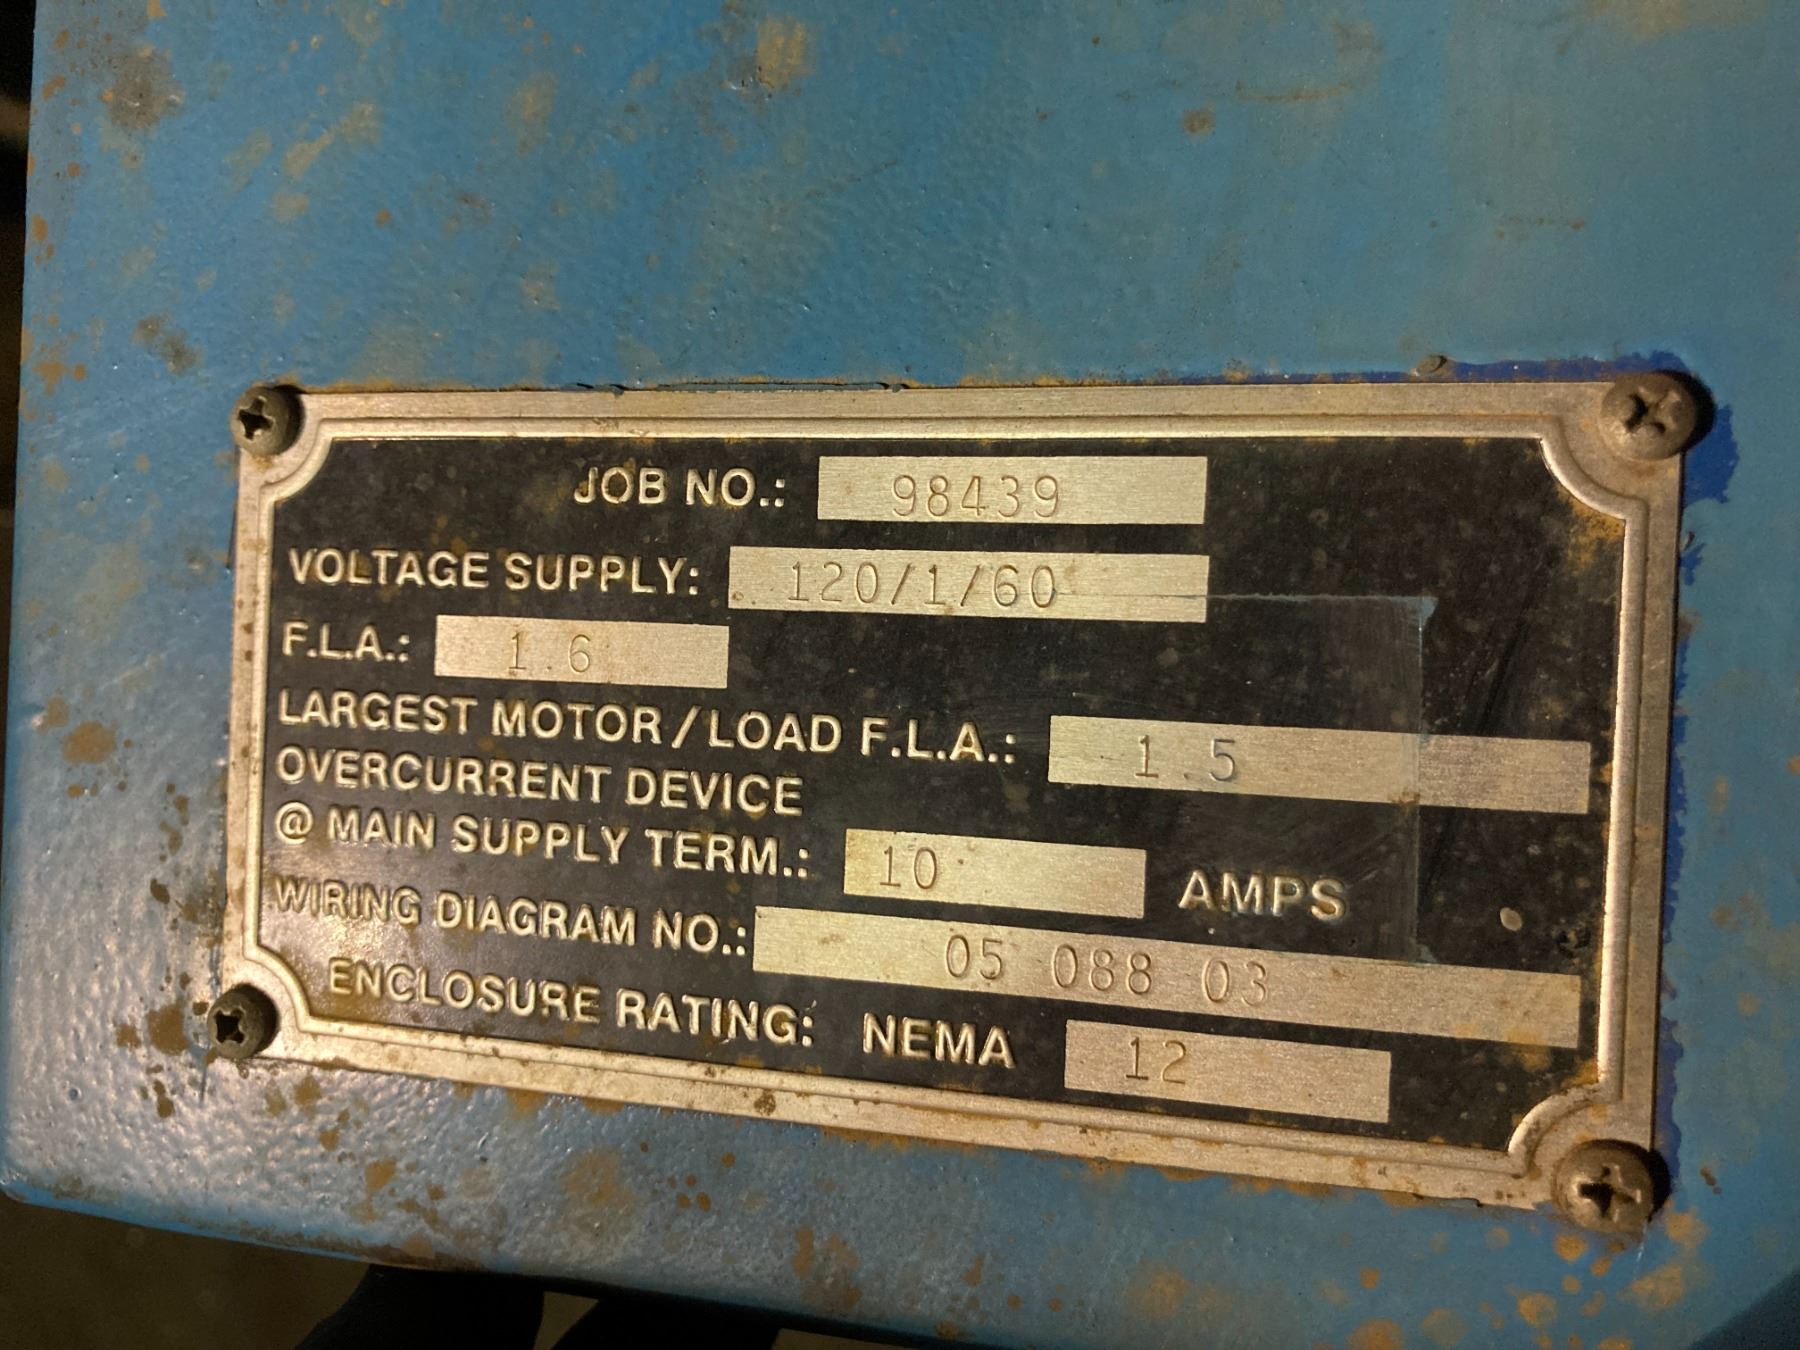 JOB NO.: 98439
VOLTAGE SUPPLY: 120/1/60
F.L.A.: 1.6
LARGEST MOTOR/LOAD F.L.A.: 1.5
OVERCURRENT DEVICE
@ MAIN SUPPLY TERM.: 10 AMPS
WIRING DIAGRAM NO.: 05 088 03
ENCLOSURE RATING: NEMA 12